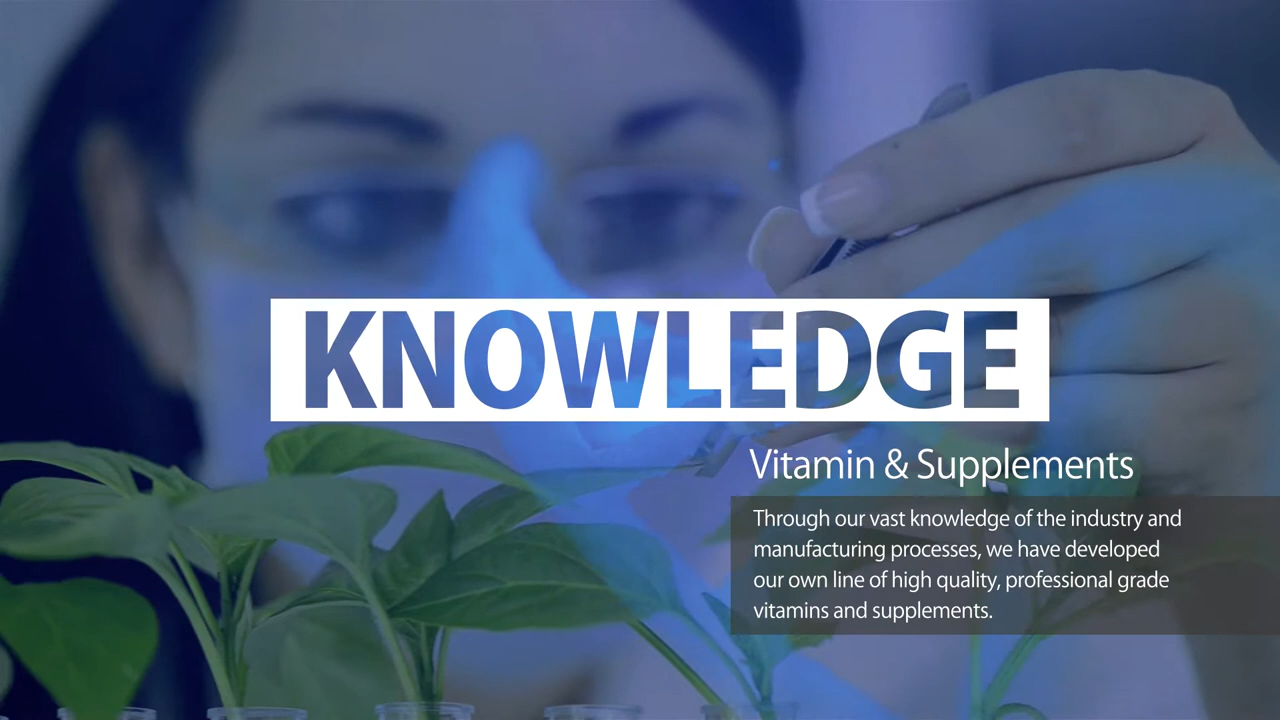 KNOWLEDGE
Vitamin & Supplements
Through our vast knowledge of the industry and
manufacturing processes, we have developed
our own line of high quality, professional grade
vitamins and supplements.